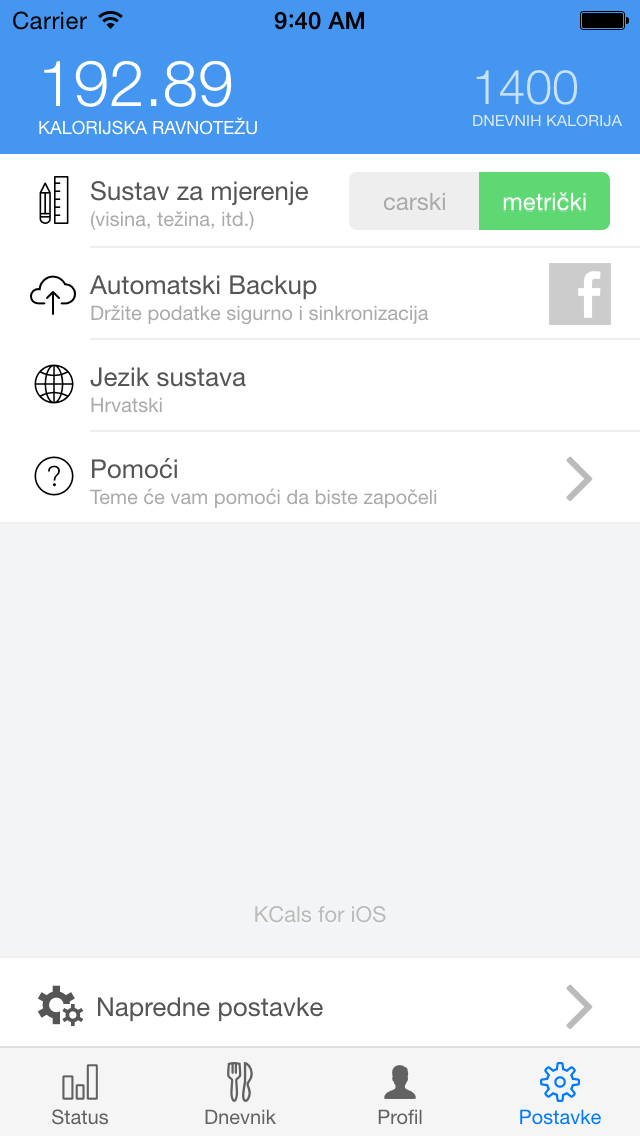 Carrier 9:40 AM
192.89
1400
KALORIJSKA RAVNOTEŽU
DNEVNIH KALORIJA
Sustav za mjerenje
(visina, težina, itd.)
carski
metrički
Automatski Backup
Držite podatke sigurno i sinkronizacija
f
Jezik sustava
Hrvatski
?
Pomoći
Teme će vam pomoći da biste započeli
KCals for iOS
Napredne postavke
Status
Dnevnik
Profil
Postavke